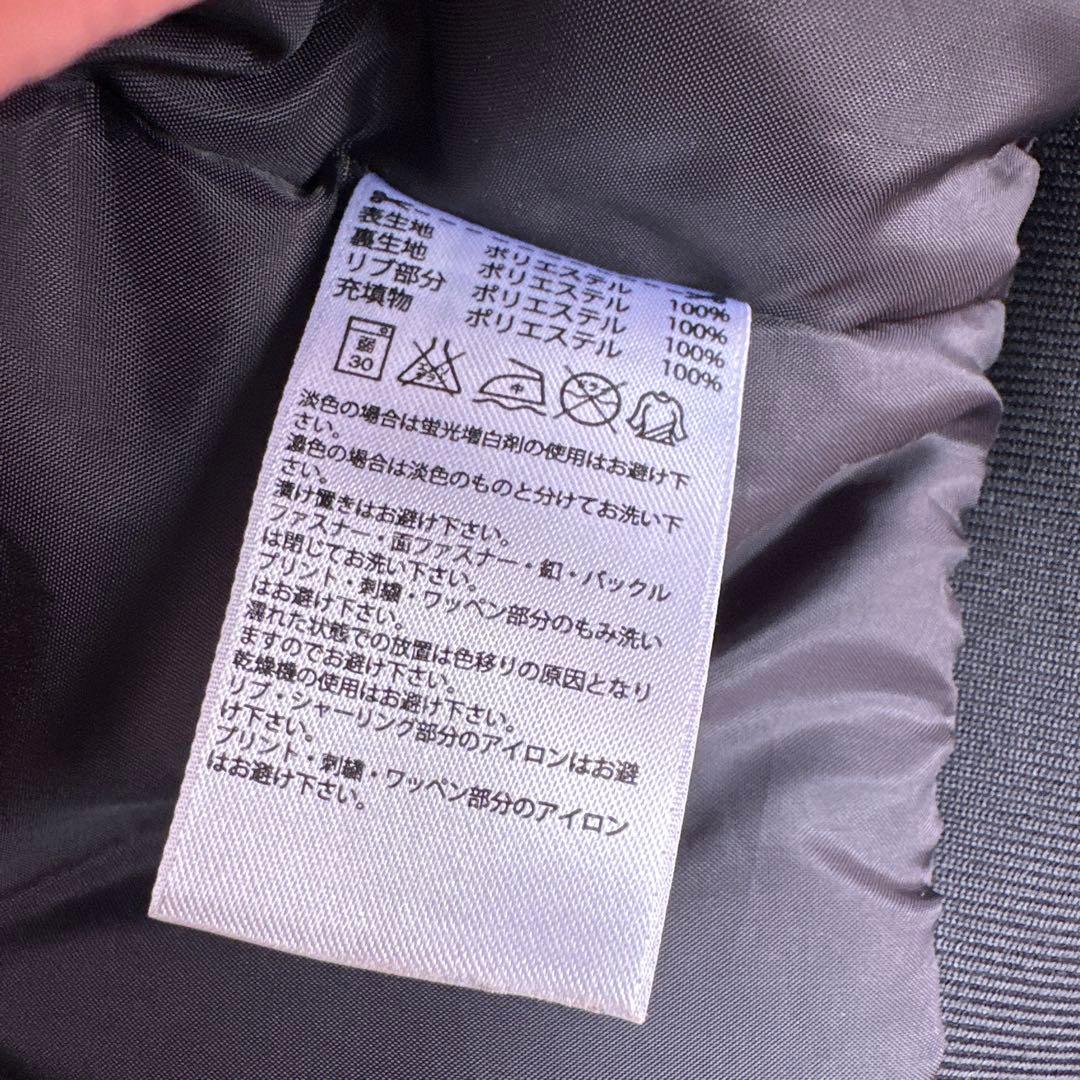 表生地 ポリエステル 100%
裏生地 ポリエステル 100%
リブ部分 ポリエステル 100%
充填物 ポリエステル 100%
弱 30 中
淡色の場合は蛍光増白剤の使用はお避け下
さい。
濃色の場合は淡色のものと分けてお洗い下
さい。
漬け置きはお避け下さい。
ファスナー・面ファスナー・釦・バックル
は閉じてお洗い下さい。
プリント・刺繍・ワッペン部分のもみ洗い
はお避け下さい。
濡れた状態での放置は色移りの原因となり
ますのでお避け下さい。
乾燥機の使用はお避け下さい。
リブ・シャーリング部分のアイロンはお避
け下さい。
プリント・刺繍・ワッペン部分のアイロン
はお避け下さい。